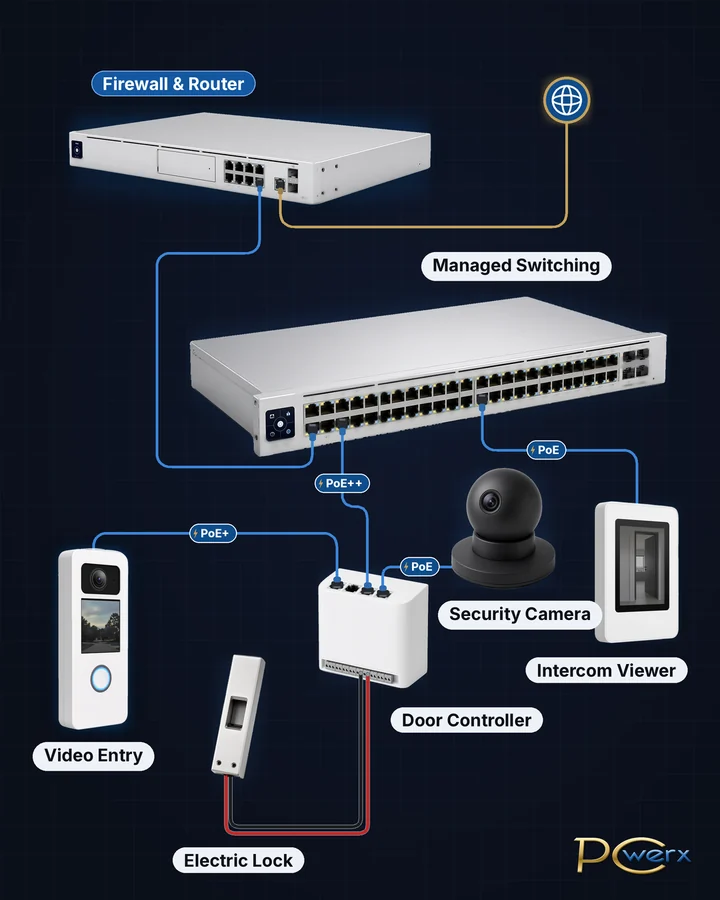 Firewall & Router
Managed Switching
PoE
PoE++
PoE+
PoE
Security Camera
Intercom Viewer
Door Controller
Video Entry
Electric Lock
PCwerx